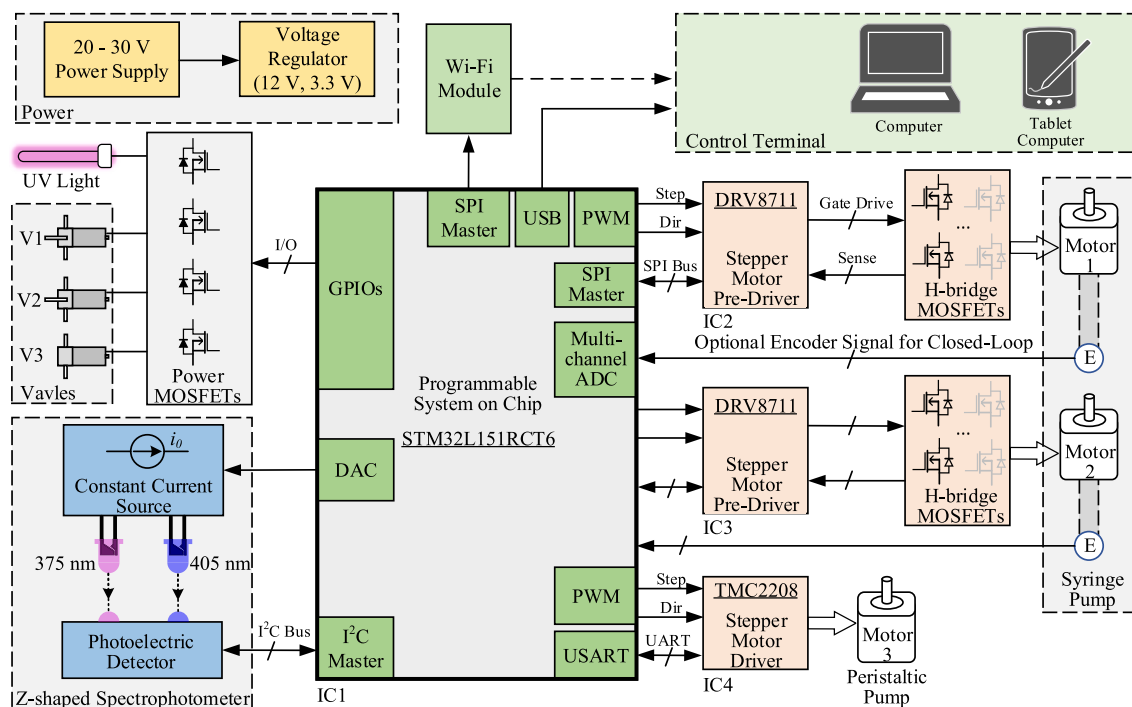 20 - 30 V
Power Supply
Voltage
Regulator
(12 V, 3.3 V)
Power
Wi-Fi
Module
Computer
Tablet
Computer
Control Terminal
UV Light
V1
V2
V3
Vavles
Power
MOSFETs
I/O
GPIOs
SPI
Master
USB
PWM
SPI
Master
Multi-
channel
ADC
Programmable
System on Chip
STM32L151RCT6
DAC
I²C
Master
PWM
USART
IC1
Step
Dir
SPI Bus
DRV8711
Stepper
Motor
Pre-Driver
IC2
Gate Drive
Sense
...
H-bridge
MOSFETs
Motor
1
E
Optional Encoder Signal for Closed-Loop
DRV8711
Stepper
Motor
Pre-Driver
IC3
...
H-bridge
MOSFETs
Motor
2
E
Syringe
Pump
Step
Dir
UART
TMC2208
Stepper
Motor
Driver
IC4
Motor
3
Peristaltic
Pump
i₀
Constant Current
Source
375 nm
405 nm
Photoelectric
Detector
I²C Bus
Z-shaped Spectrophotometer